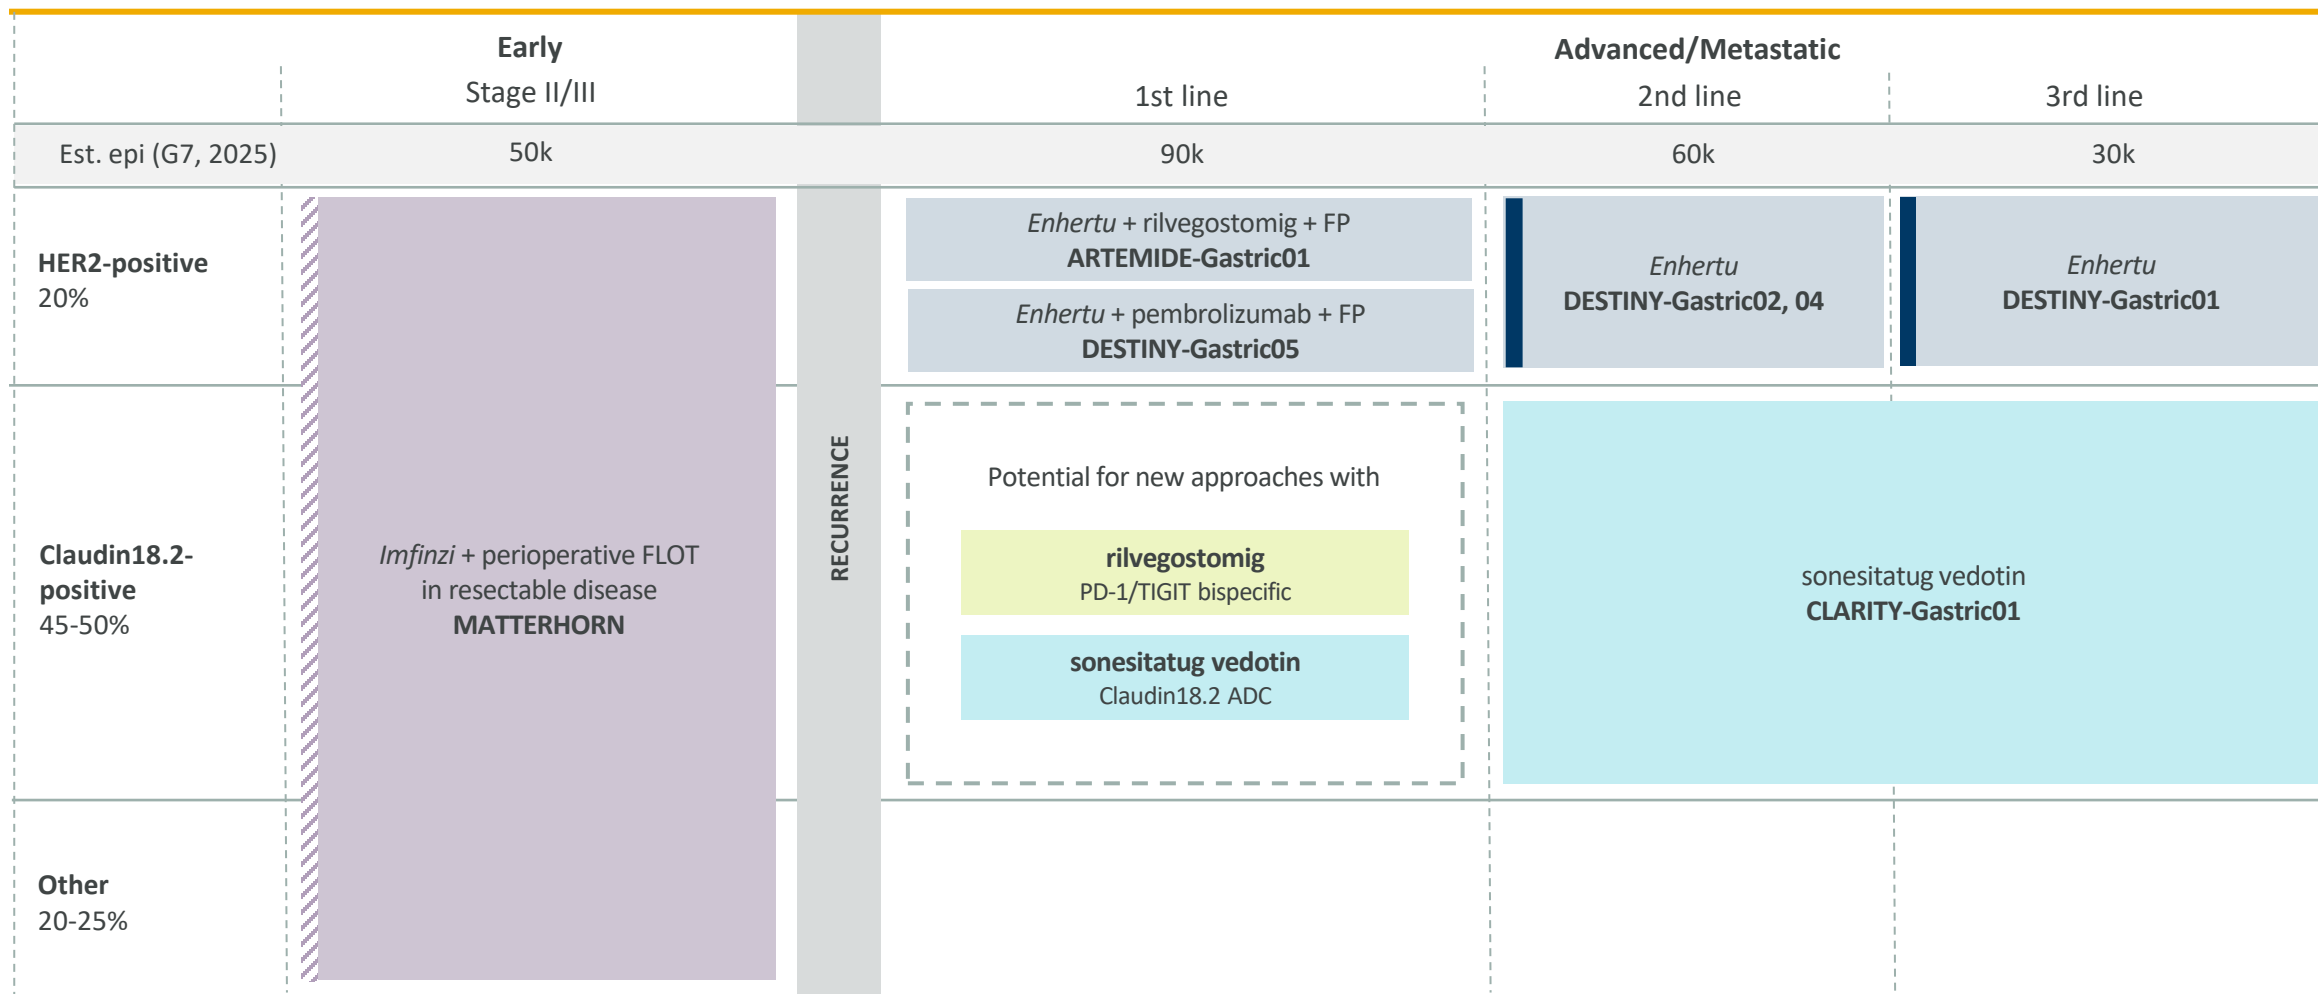 Early
Stage II/III
Advanced/Metastatic
1st line
2nd line
3rd line
Est. epi (G7, 2025)
50k
90k
60k
30k
HER2-positive
20%
Enhertu + rilvegostomig + FP
ARTEMIDE-Gastric01
Enhertu + pembrolizumab + FP
DESTINY-Gastric05
Enhertu
DESTINY-Gastric02, 04
Enhertu
DESTINY-Gastric01
Claudin18.2-
positive
45-50%
Imfinzi + perioperative FLOT
in resectable disease
MATTERHORN
RECURRENCE
Potential for new approaches with
rilvegostomig
PD-1/TIGIT bispecific
sonesitatug vedotin
Claudin18.2 ADC
sonesitatug vedotin
CLARITY-Gastric01
Other
20-25%